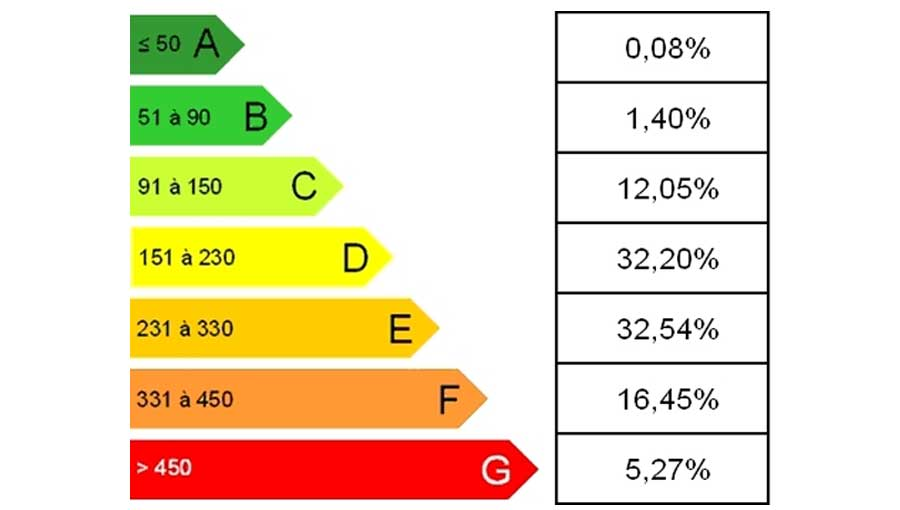 ≤ 50 A 0,08%
51 à 90 B 1,40%
91 à 150 C 12,05%
151 à 230 D 32,20%
231 à 330 E 32,54%
331 à 450 F 16,45%
> 450 G 5,27%